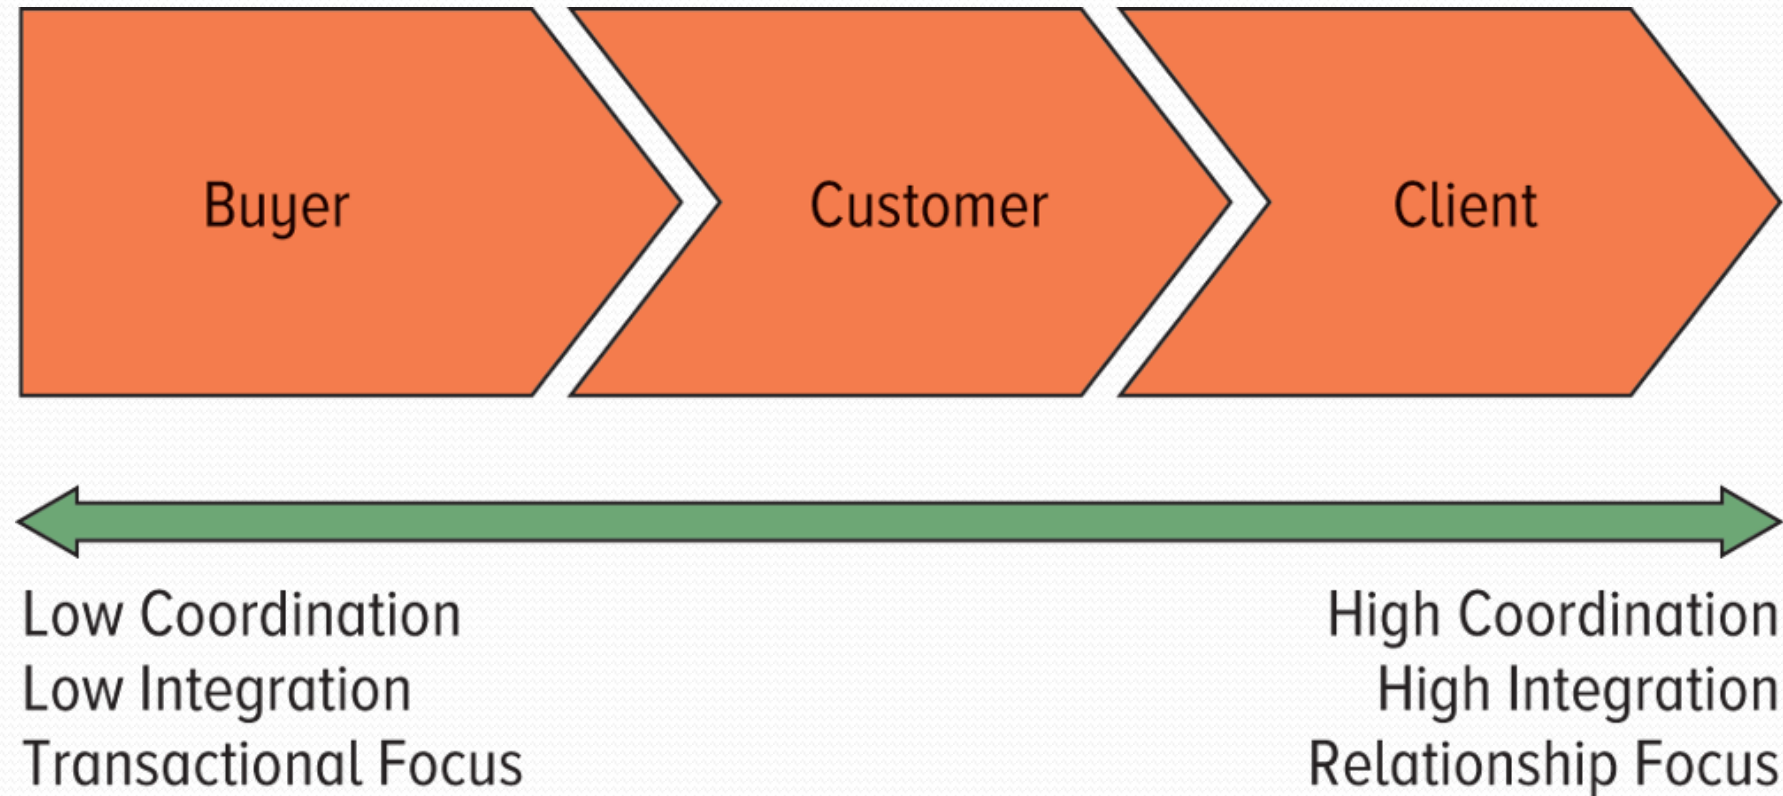 Buyer
Customer
Client
Low Coordination
Low Integration
Transactional Focus
High Coordination
High Integration
Relationship Focus